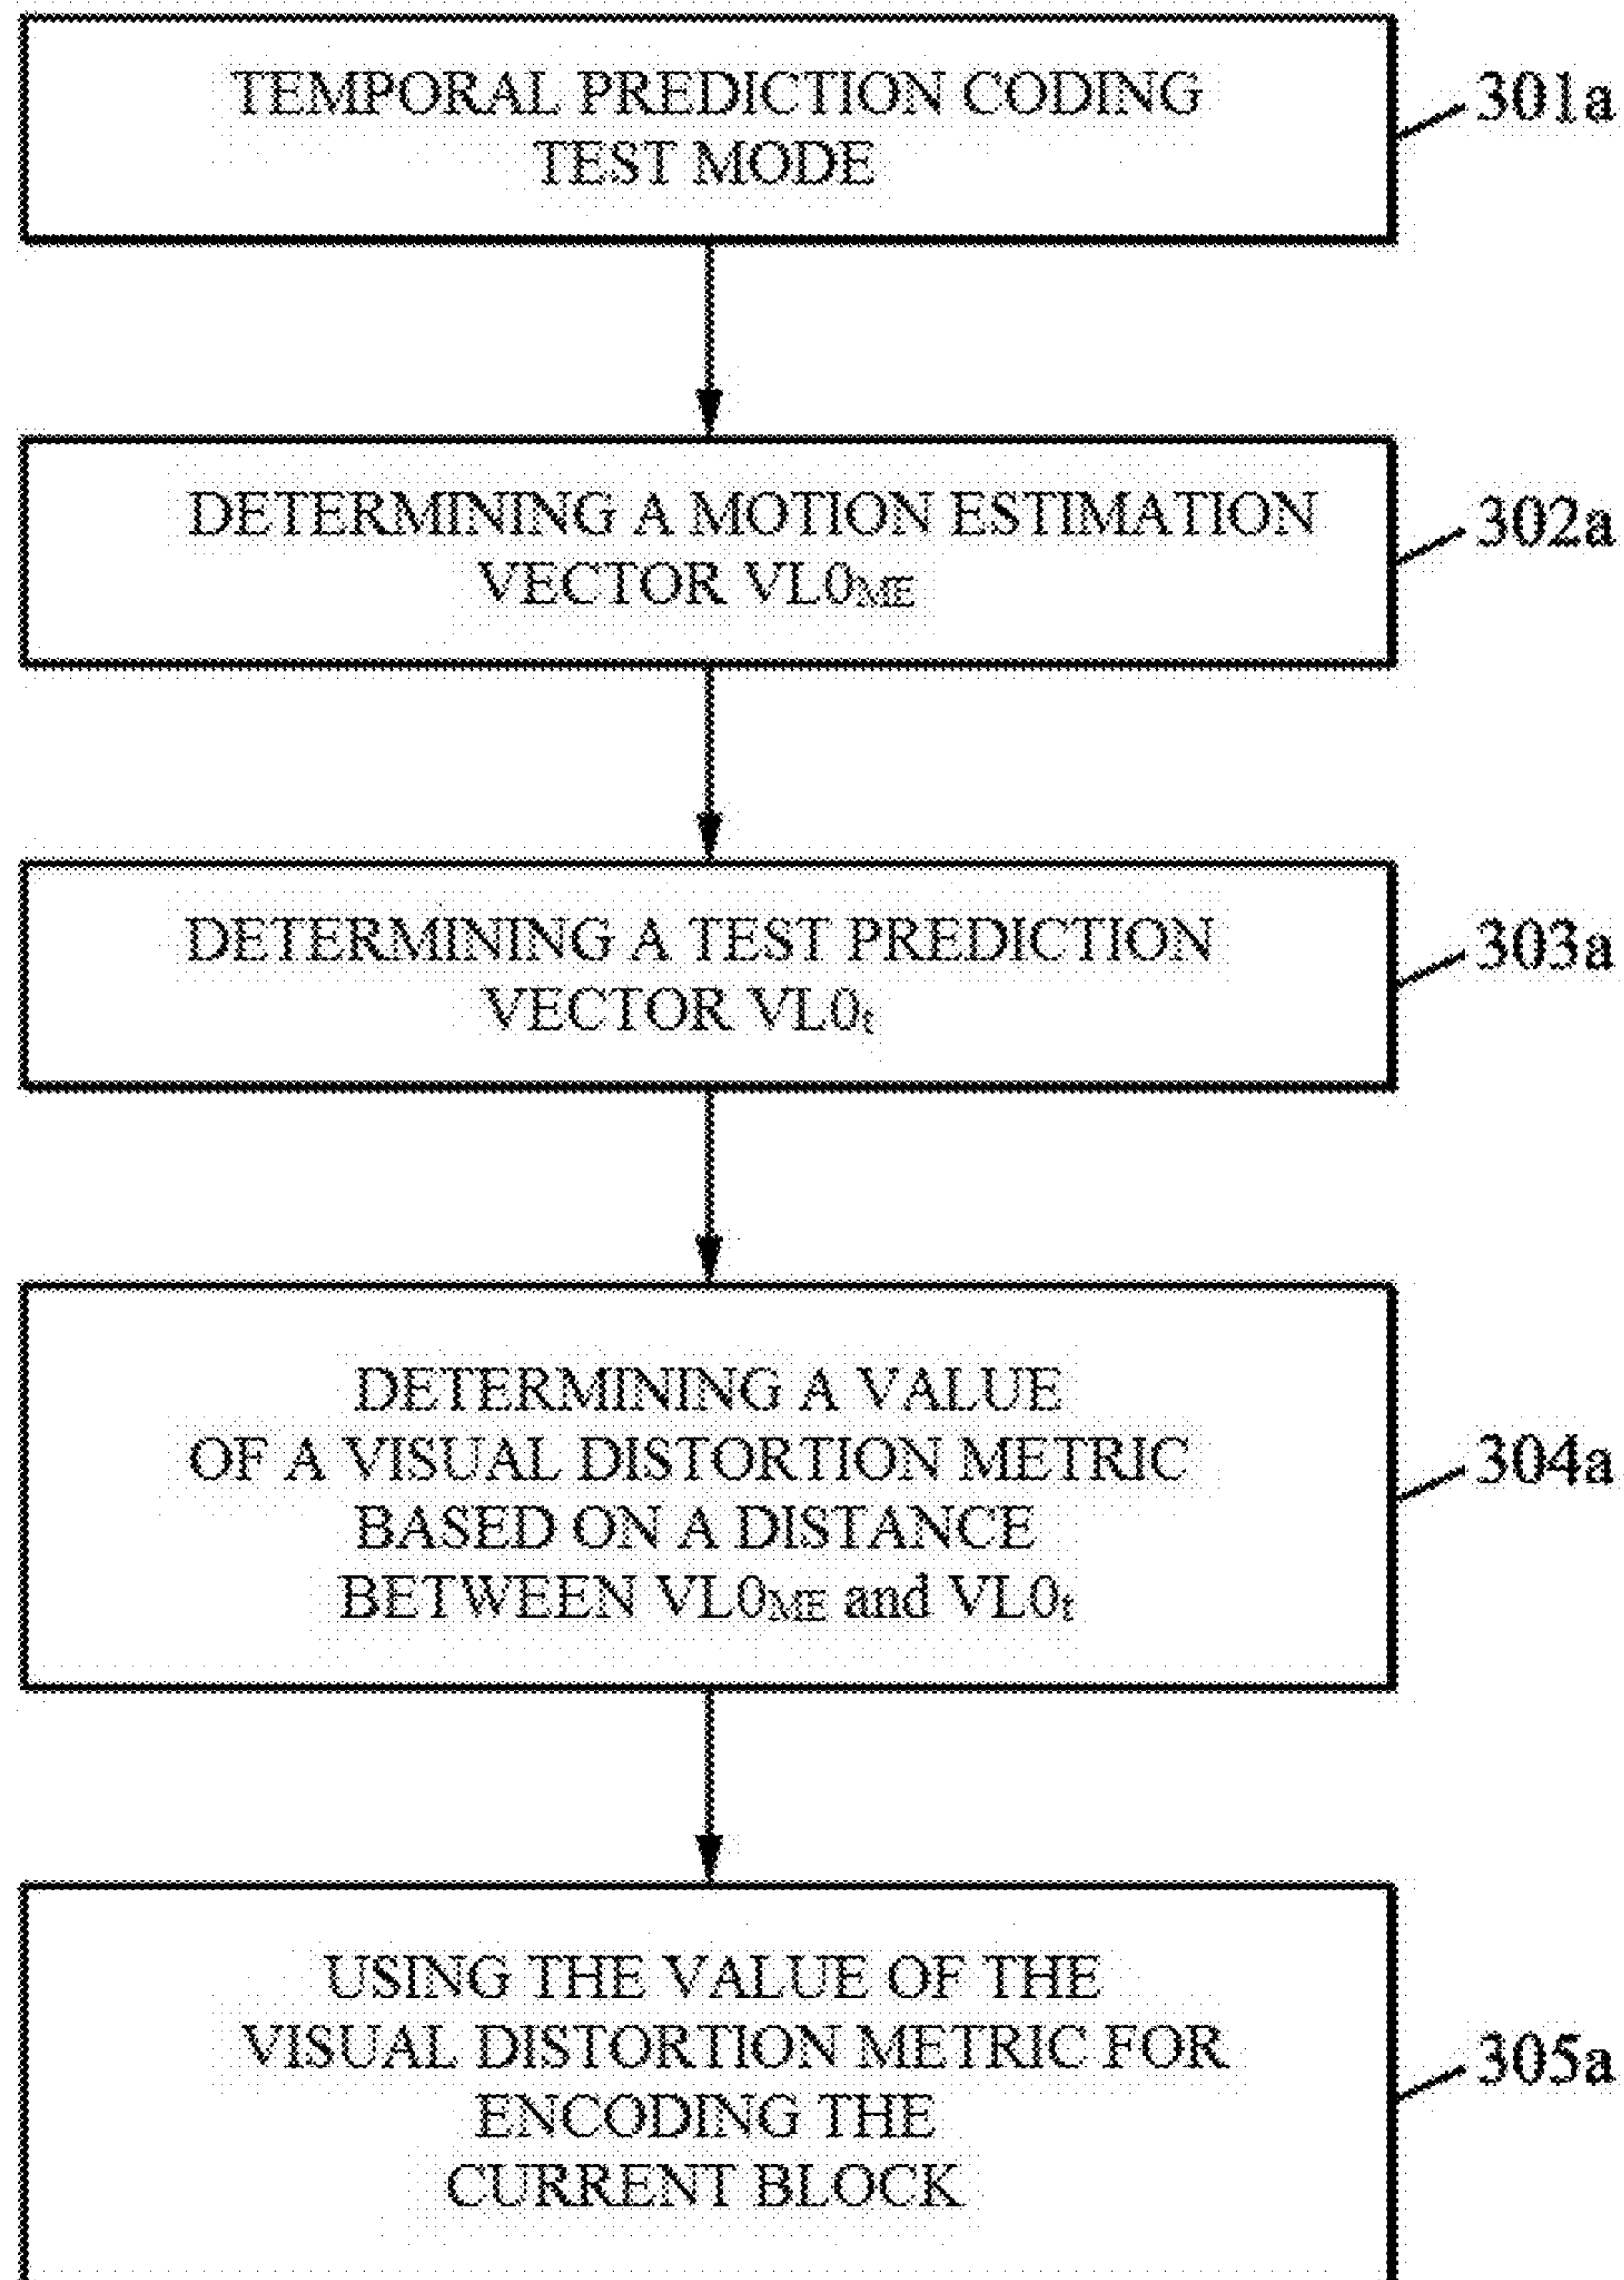 TEMPORAL PREDICTION CODING
TEST MODE
301a
DETERMINING A MOTION ESTIMATION
VECTOR VL0ME
302a
DETERMINING A TEST PREDICTION
VECTOR VL0t
303a
DETERMINING A VALUE
OF A VISUAL DISTORTION METRIC
BASED ON A DISTANCE
BETWEEN VL0ME and VL0t
304a
USING THE VALUE OF THE
VISUAL DISTORTION METRIC FOR
ENCODING THE
CURRENT BLOCK
305a